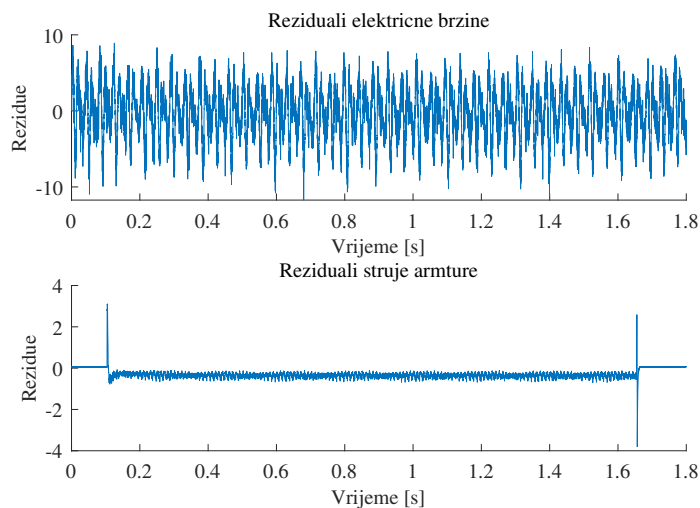 Reziduali elektricne brzine
Rezidue
10
0
-10
0 0.2 0.4 0.6 0.8 1 1.2 1.4 1.6 1.8
Vrijeme [s]
Reziduali struje armture
Rezidue
4
2
0
-2
-4
0 0.2 0.4 0.6 0.8 1 1.2 1.4 1.6 1.8
Vrijeme [s]